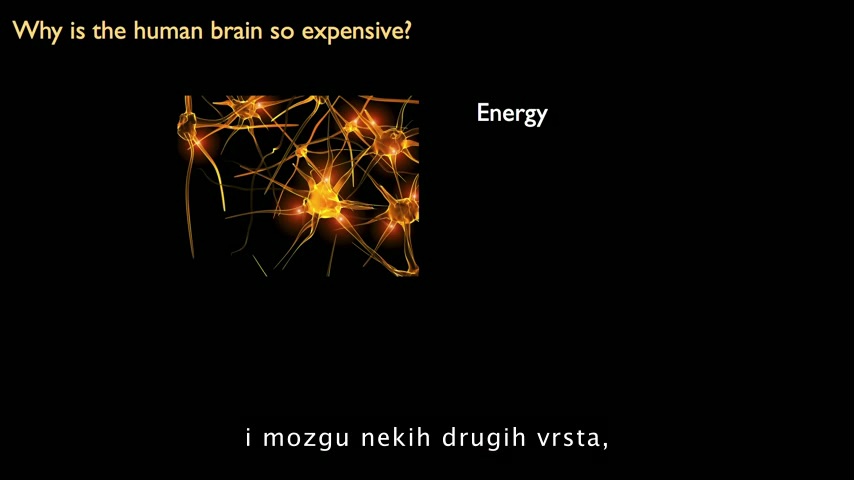 Why is the human brain so expensive?
Energy
i mozgu nekih drugih vrsta,